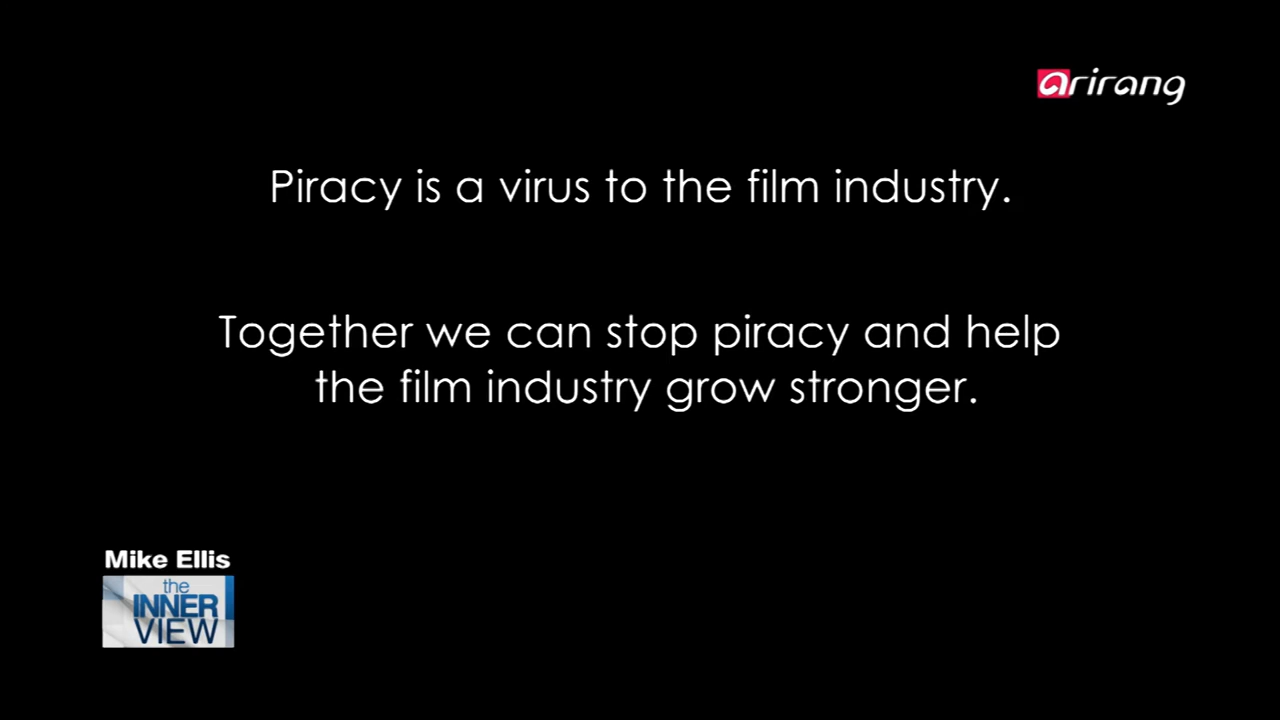 arirang
Piracy is a virus to the film industry.
Together we can stop piracy and help
the film industry grow stronger.
Mike Ellis
the
INNER
VIEW